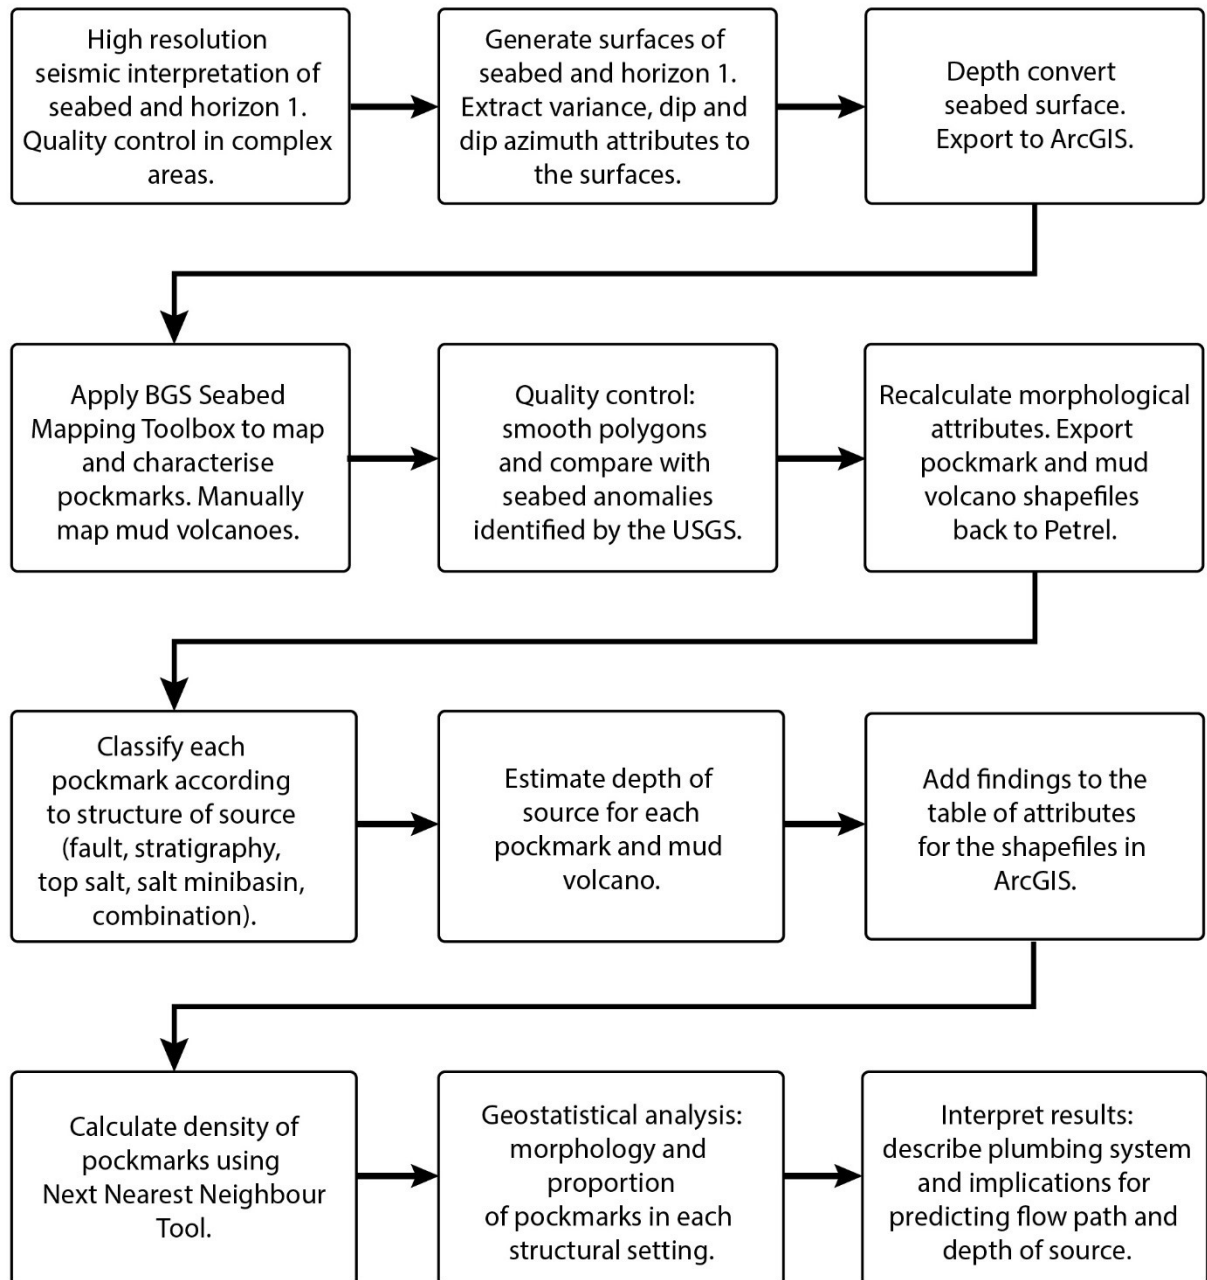 High resolution
seismic interpretation of
seabed and horizon 1.
Quality control in complex
areas.
Generate surfaces of
seabed and horizon 1.
Extract variance, dip and
dip azimuth attributes to
the surfaces.
Depth convert
seabed surface.
Export to ArcGIS.
Apply BGS Seabed
Mapping Toolbox to map
and characterise
pockmarks. Manually
map mud volcanoes.
Quality control:
smooth polygons
and compare with
seabed anomalies
identified by the USGS.
Recalculate morphological
attributes. Export
pockmark and mud
volcano shapefiles
back to Petrel.
Classify each
pockmark according
to structure of source
(fault, stratigraphy,
top salt, salt minibasin,
combination).
Estimate depth of
source for each
pockmark and mud
volcano.
Add findings to the
table of attributes
for the shapefiles in
ArcGIS.
Calculate density of
pockmarks using
Next Nearest Neighbour
Tool.
Geostatistical analysis:
morphology and
proportion
of pockmarks in each
structural setting.
Interpret results:
describe plumbing system
and implications for
predicting flow path and
depth of source.